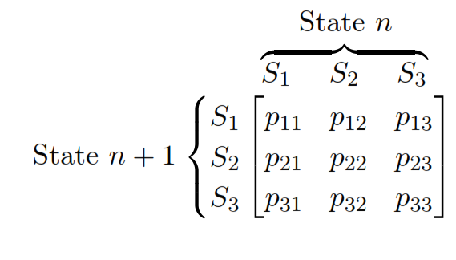 State n
S₁ S₂ S₃
S₁ p₁₁ p₁₂ p₁₃
State n + 1 S₂ p₂₁ p₂₂ p₂₃
S₃ p₃₁ p₃₂ p₃₃